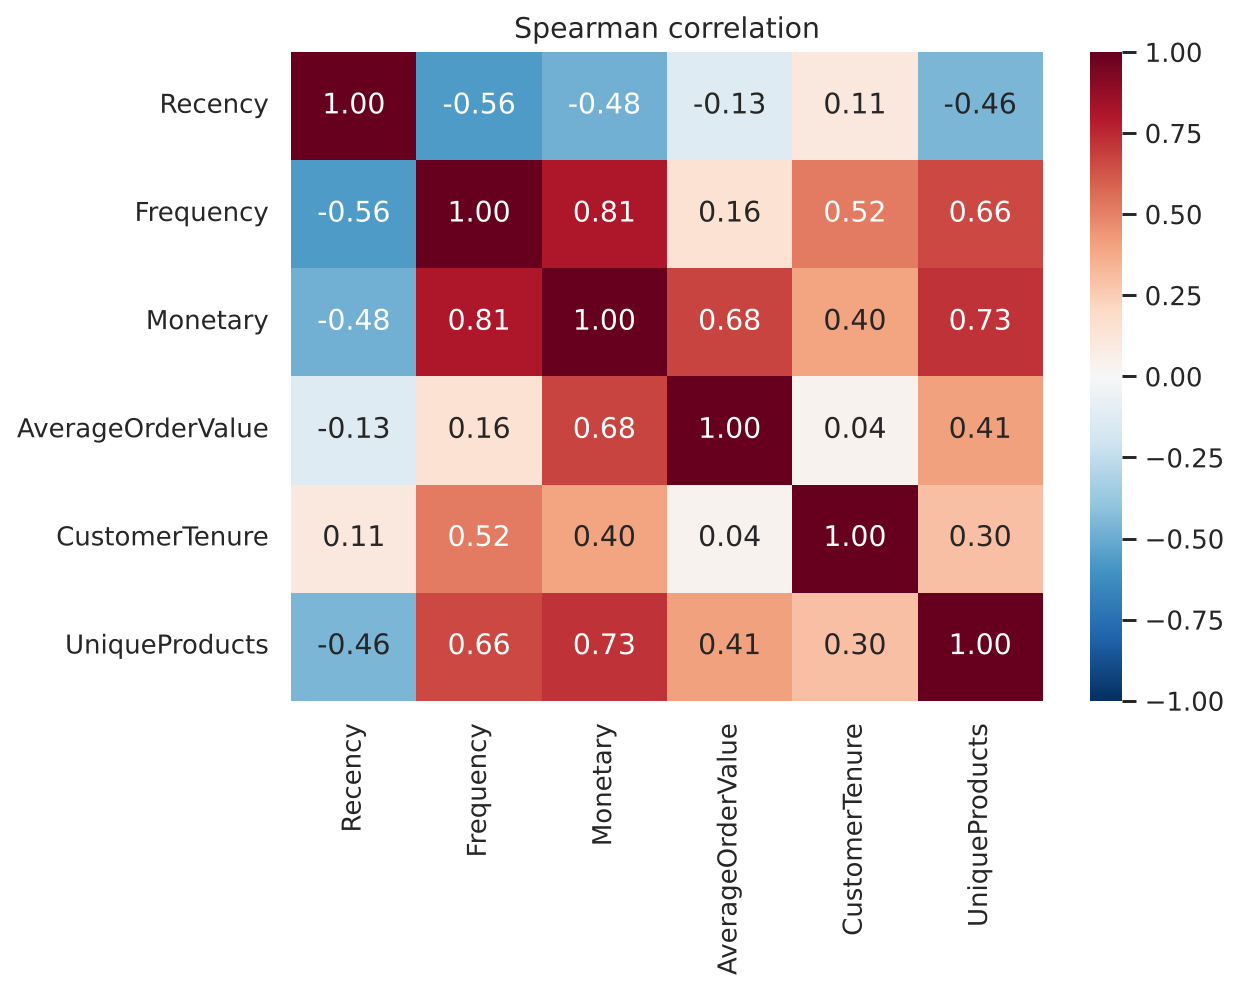 Spearman correlation
Recency 1.00 -0.56 -0.48 -0.13 0.11 -0.46
Frequency -0.56 1.00 0.81 0.16 0.52 0.66
Monetary -0.48 0.81 1.00 0.68 0.40 0.73
AverageOrderValue -0.13 0.16 0.68 1.00 0.04 0.41
CustomerTenure 0.11 0.52 0.40 0.04 1.00 0.30
UniqueProducts -0.46 0.66 0.73 0.41 0.30 1.00
Recency
Frequency
Monetary
AverageOrderValue
CustomerTenure
UniqueProducts
1.00
0.75
0.50
0.25
0.00
−0.25
−0.50
−0.75
−1.00